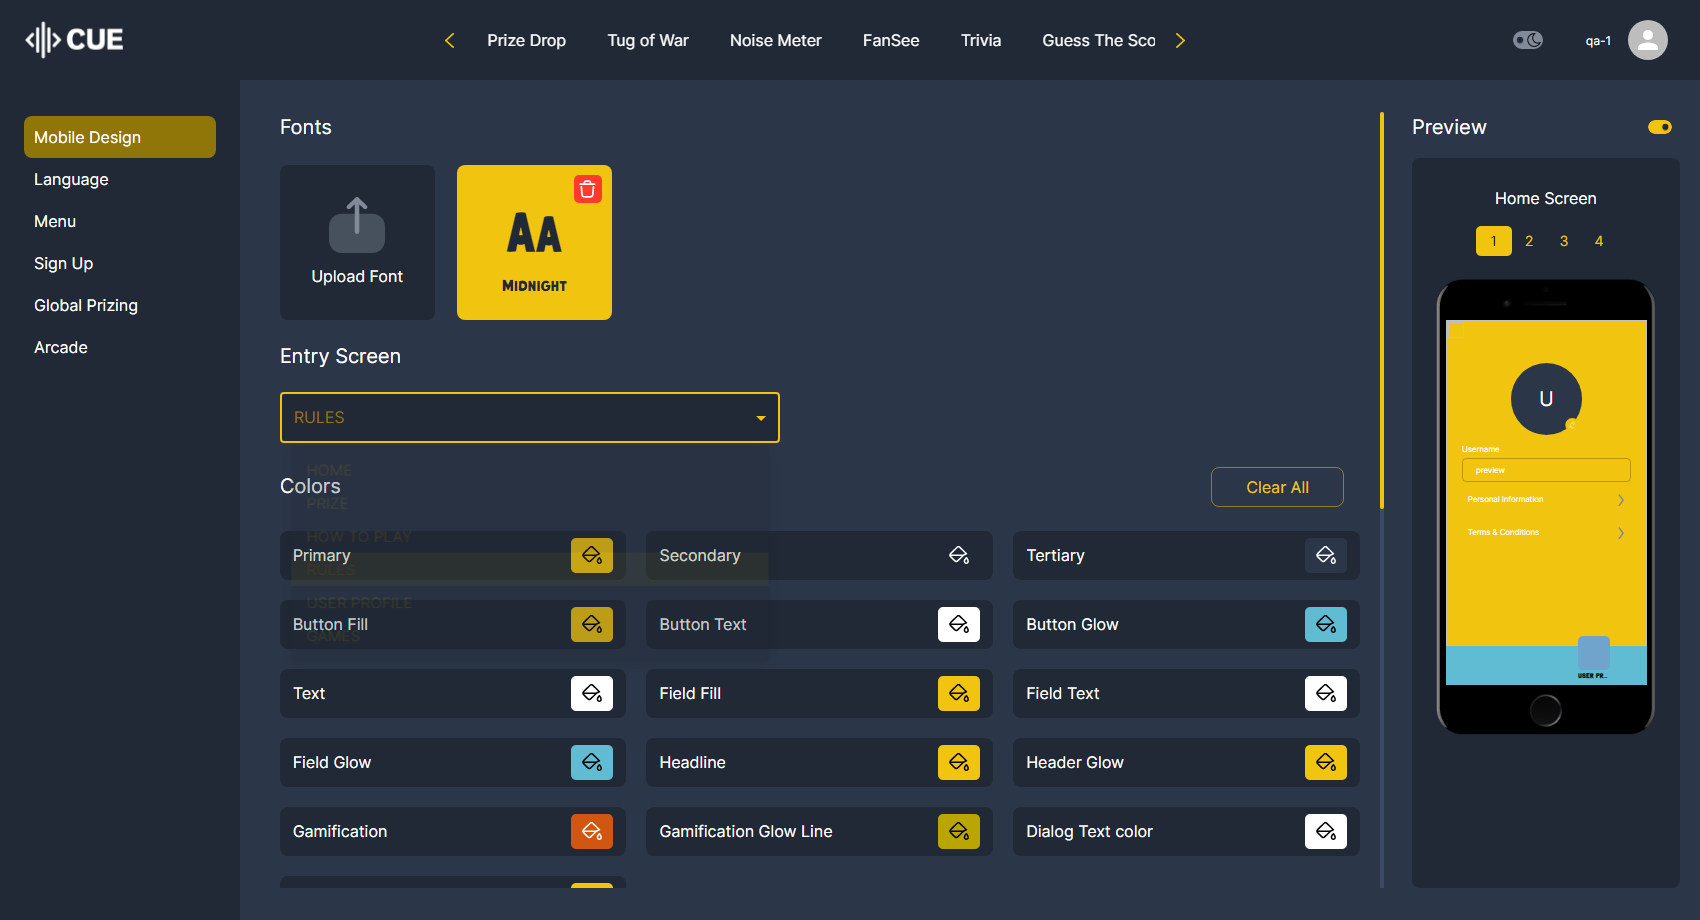 CUE
Prize Drop
Tug of War
Noise Meter
FanSee
Trivia
Guess The Sco
qa-1
Mobile Design
Language
Menu
Sign Up
Global Prizing
Arcade
Fonts
Upload Font
AA
MIDNIGHT
Entry Screen
RULES
HOME
PRIZE
HOW TO PLAY
RULES
USER PROFILE
GAMES
Colors
Clear All
Primary
Secondary
Tertiary
Button Fill
Button Text
Button Glow
Text
Field Fill
Field Text
Field Glow
Headline
Header Glow
Gamification
Gamification Glow Line
Dialog Text color
Preview
Home Screen
1 2 3 4
U
Username
preview
Personal Information
Terms & Conditions
USER PR...